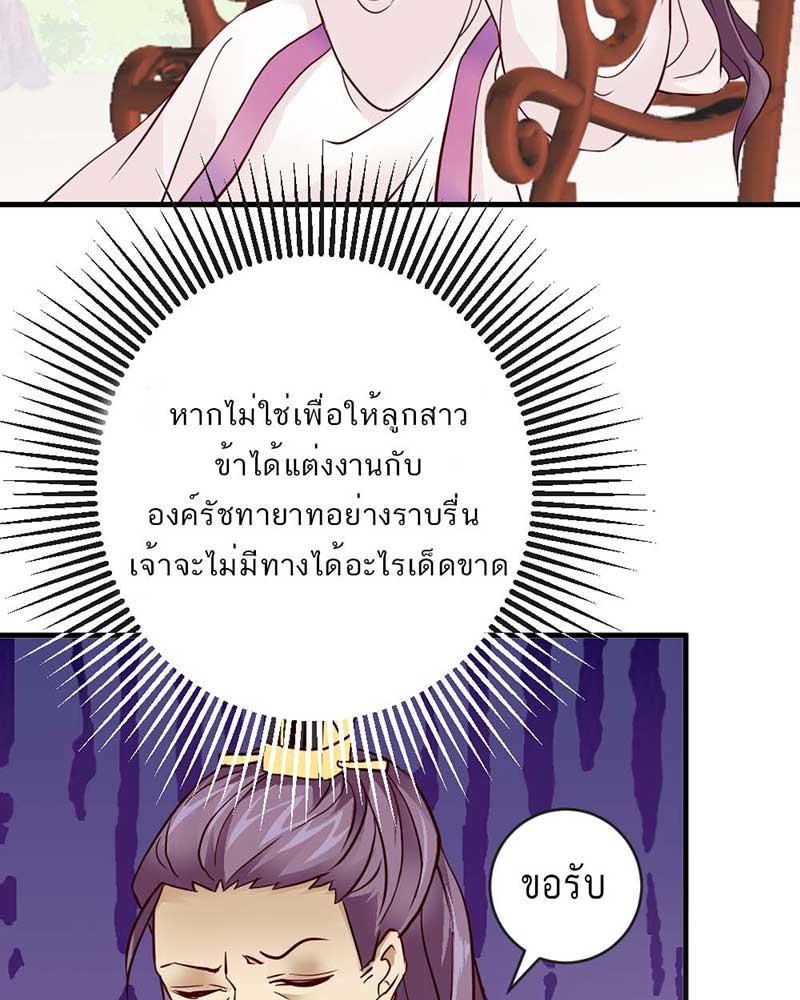 หากไม่ใช่เพื่อให้ลูกสาว
ข้าได้แต่งงานกับ
องค์รัชทายาทอย่างราบรื่น
เจ้าจะไม่มีทางได้อะไรเด็ดขาด
ขอรับ